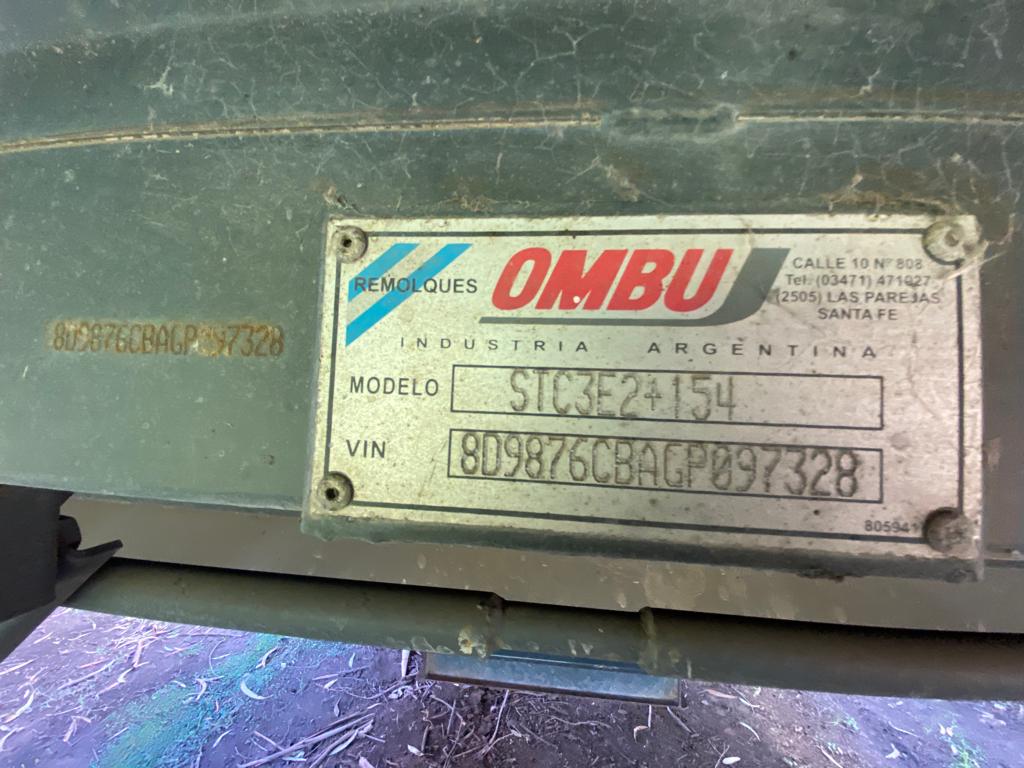 8D9876CBAGP097328
REMOLQUES
OMBU
CALLE 10 Nº 808
Tel. (03471) 471027
(2505) LAS PAREJAS
SANTA FE
INDUSTRIA ARGENTINA
MODELO STC3E2+154
VIN 8D9876CBAGP097328